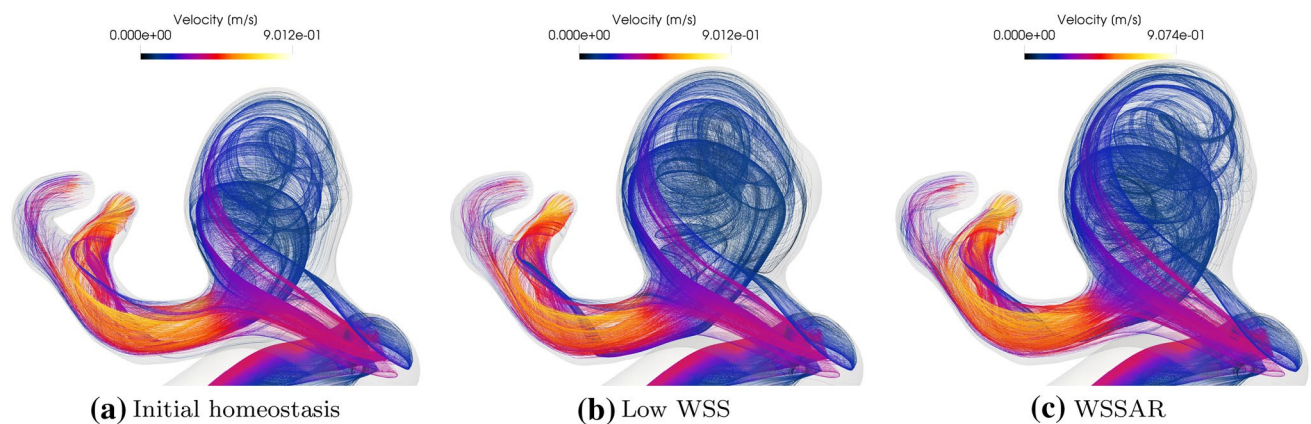 Velocity (m/s)
0.000e+00 9.012e-01
Velocity (m/s)
0.000e+00 9.012e-01
Velocity (m/s)
0.000e+00 9.074e-01
(a) Initial homeostasis
(b) Low WSS
(c) WSSAR